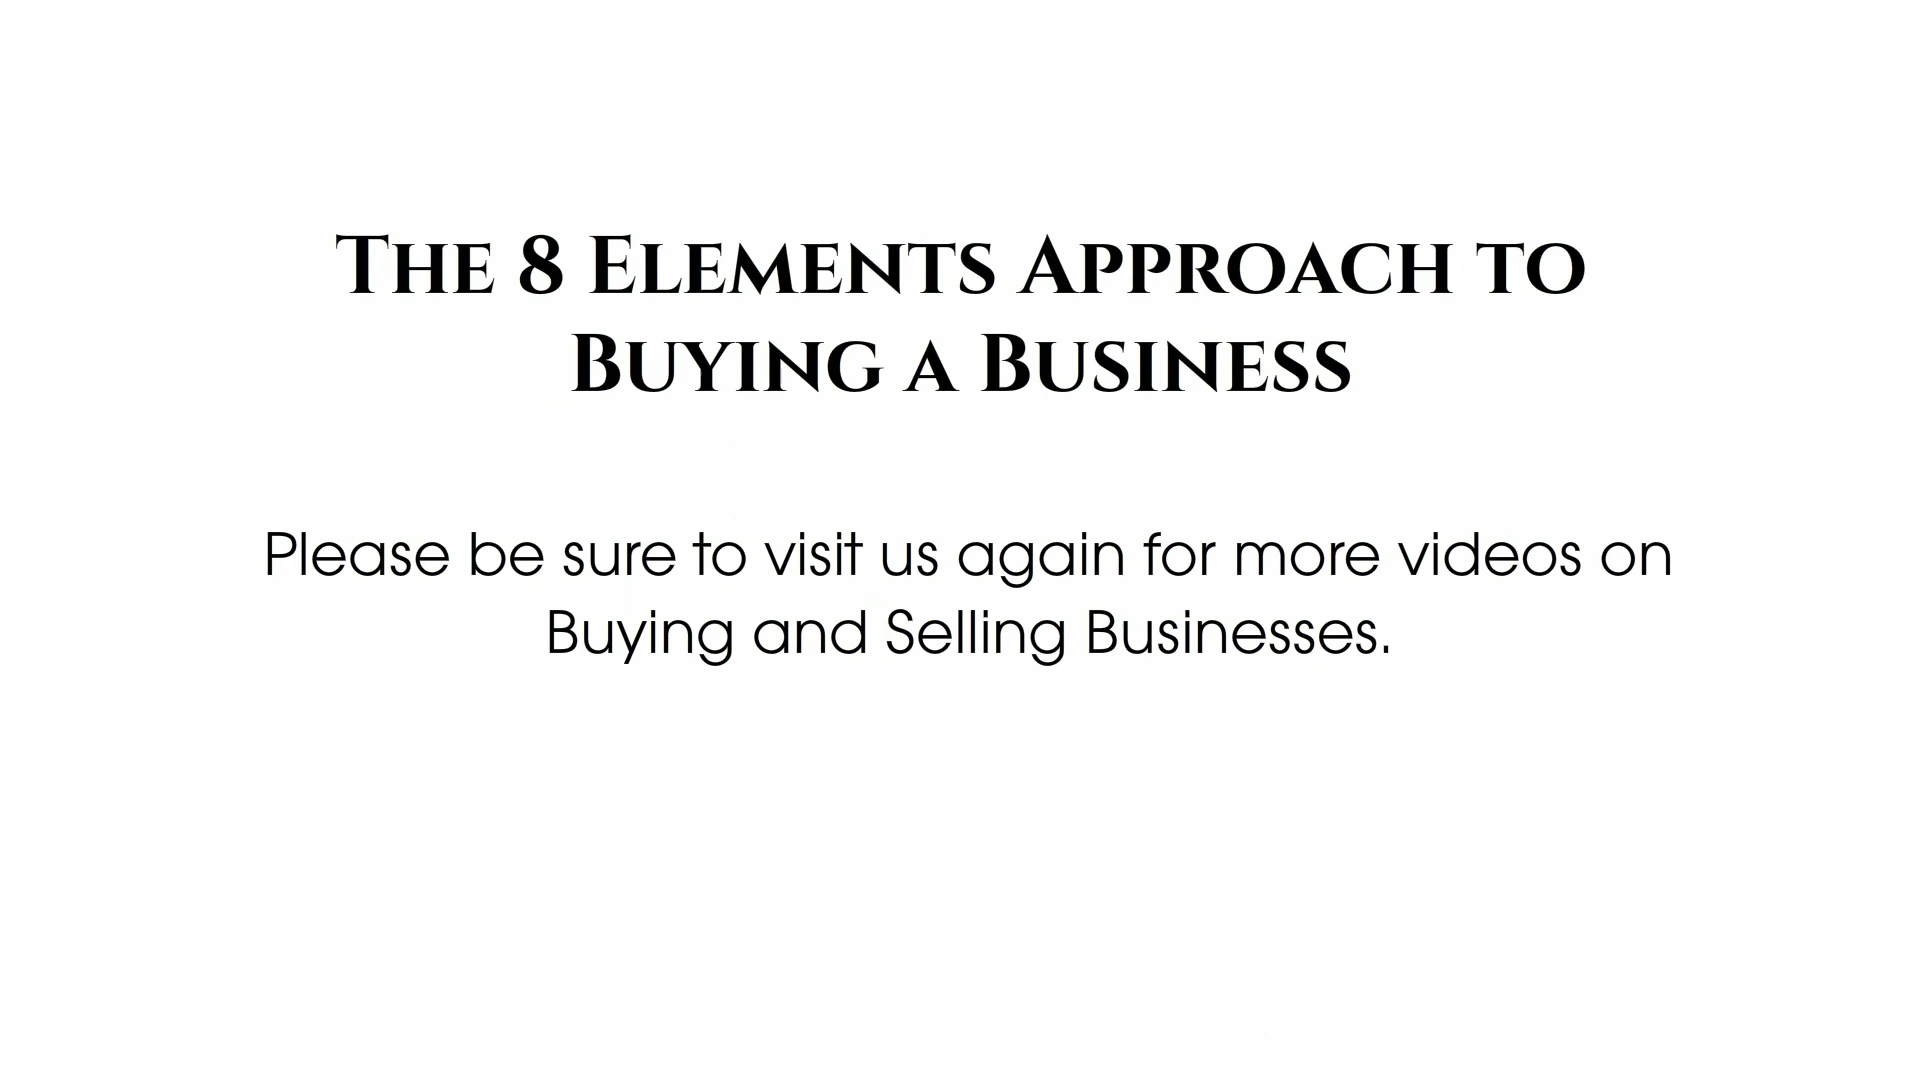 The 8 Elements Approach to
Buying a Business
Please be sure to visit us again for more videos on
Buying and Selling Businesses.